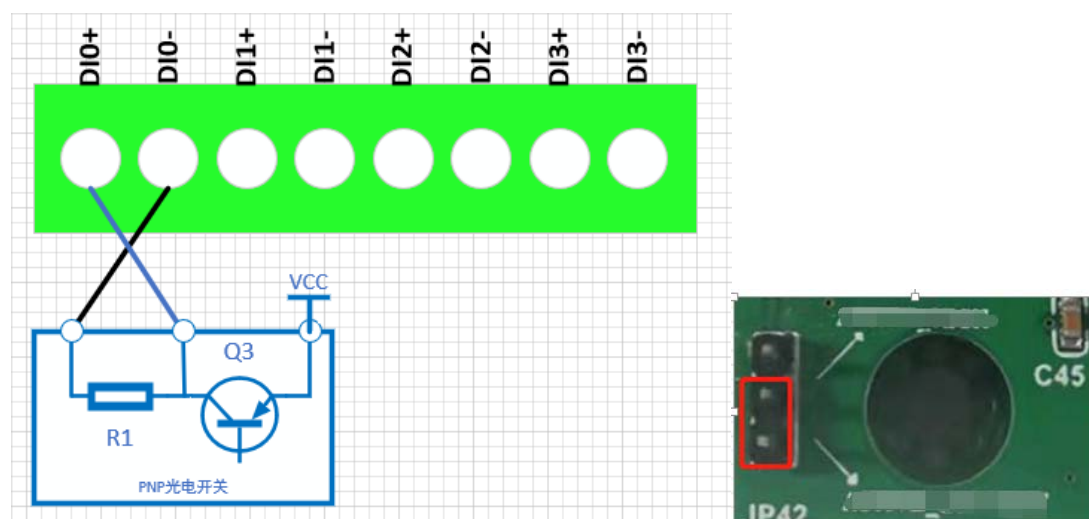 DI0+
DI0-
DI1+
DI1-
DI2+
DI2-
DI3+
DI3-
VCC
Q3
R1
PNP光电开关
C45
JP42